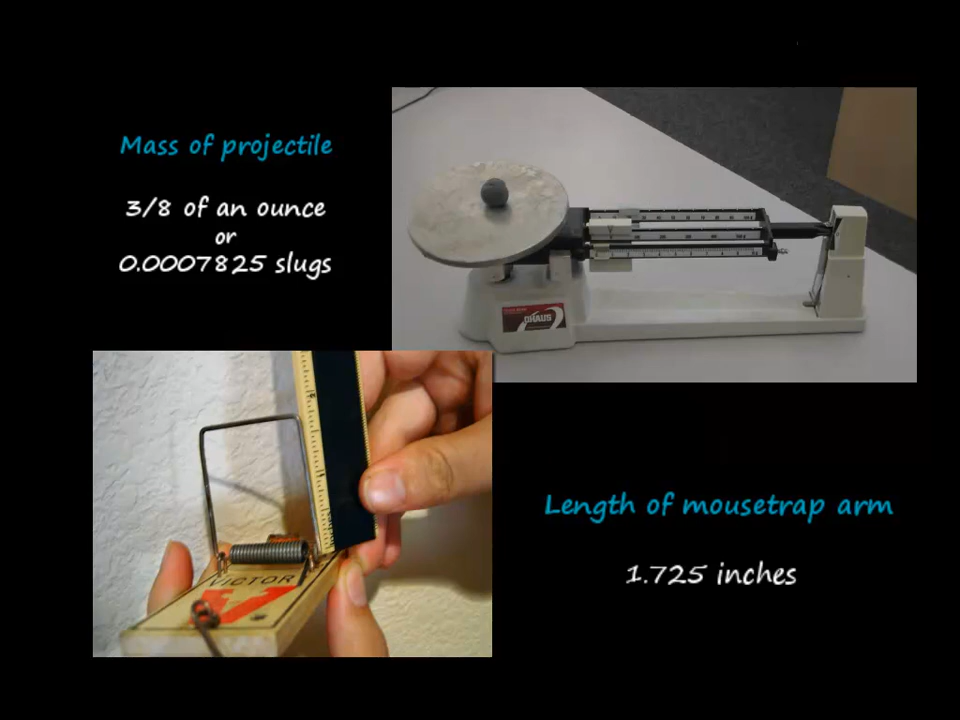 Mass of projectile
3/8 of an ounce
or
0.0007825 slugs
OHAUS
VICTOR
Length of mousetrap arm
1.725 inches